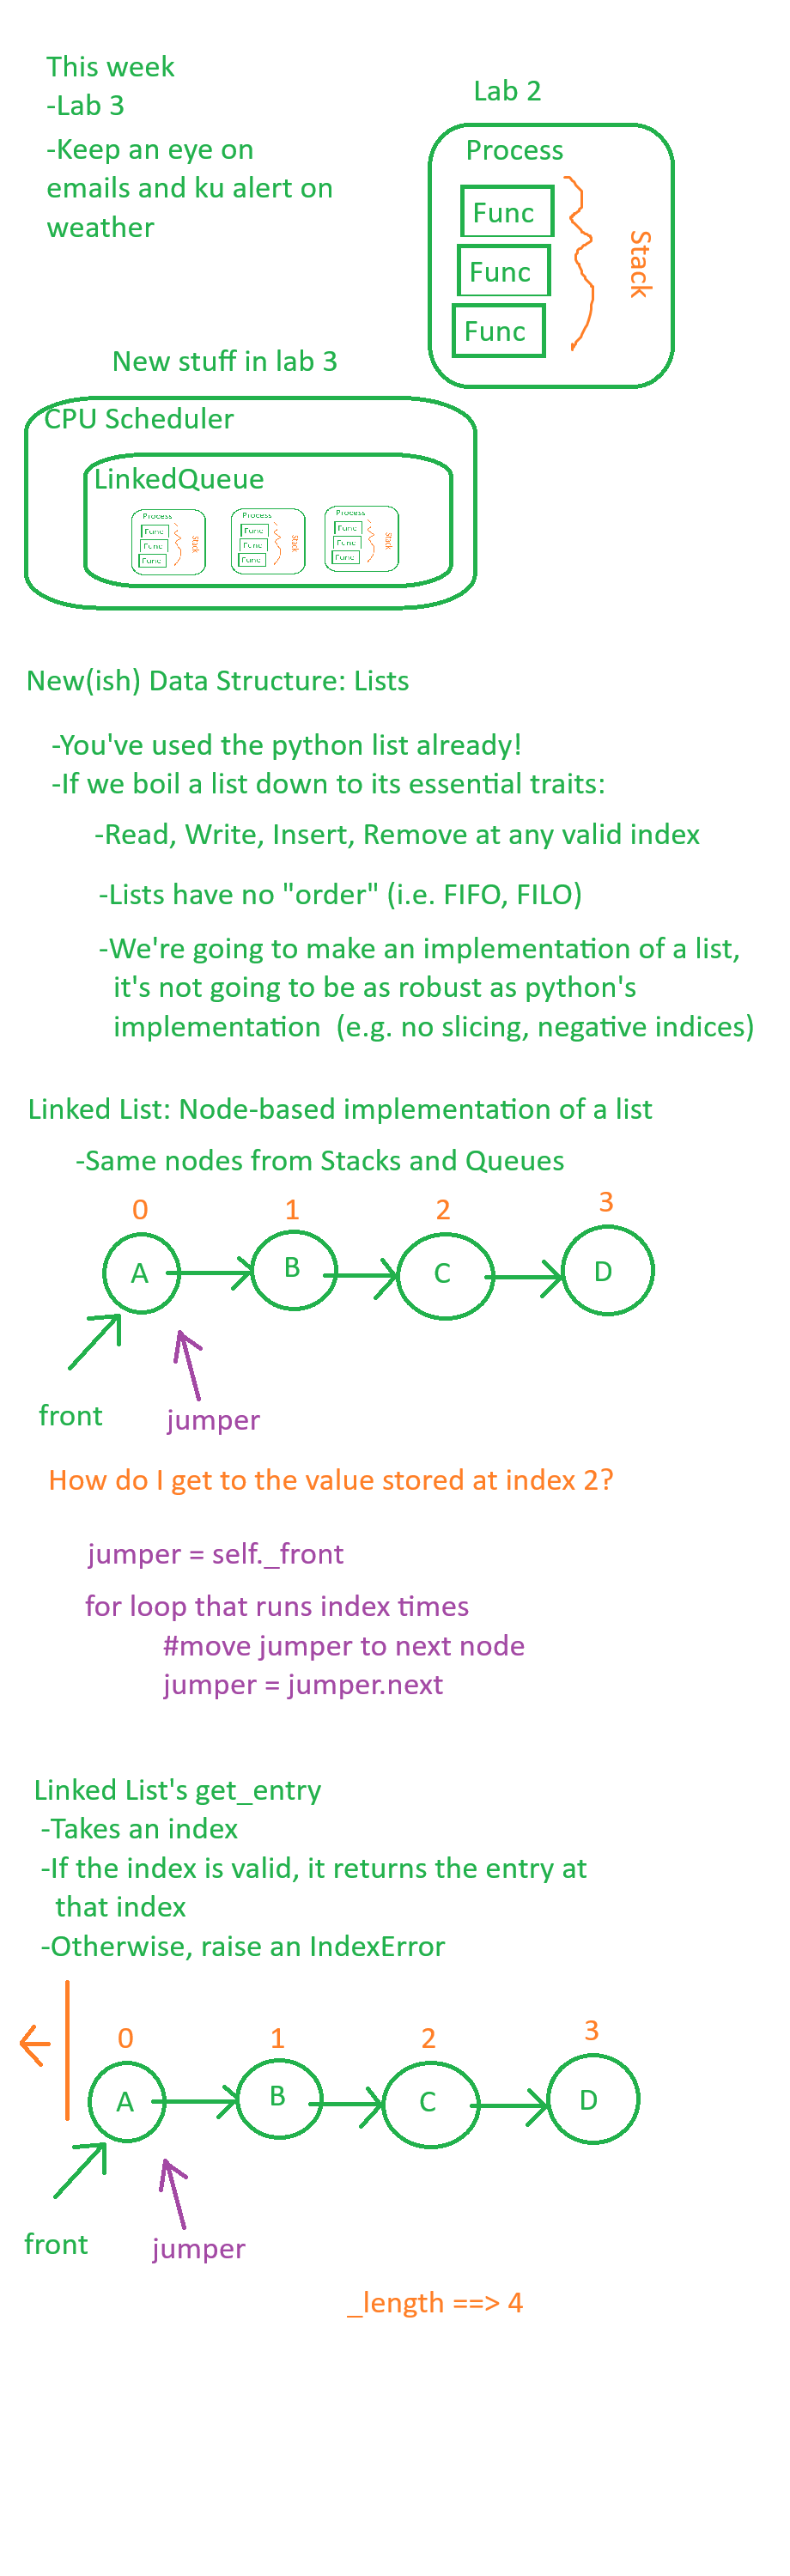 This week
-Lab 3
-Keep an eye on
emails and ku alert on
weather
Lab 2
Process
Func
Func
Func
Stack
New stuff in lab 3
CPU Scheduler
LinkedQueue
Process
Func
Func
Func
Stack
Process
Func
Func
Func
Stack
Process
Func
Func
Func
Stack
New(ish) Data Structure: Lists
-You've used the python list already!
-If we boil a list down to its essential traits:
-Read, Write, Insert, Remove at any valid index
-Lists have no "order" (i.e. FIFO, FILO)
-We're going to make an implementation of a list,
it's not going to be as robust as python's
implementation (e.g. no slicing, negative indices)
Linked List: Node-based implementation of a list
-Same nodes from Stacks and Queues
0 1 2 3
A B C D
front
jumper
How do I get to the value stored at index 2?
jumper = self._front
for loop that runs index times
#move jumper to next node
jumper = jumper.next
Linked List's get_entry
-Takes an index
-If the index is valid, it returns the entry at
that index
-Otherwise, raise an IndexError
0 1 2 3
A B C D
front
jumper
_length ==> 4